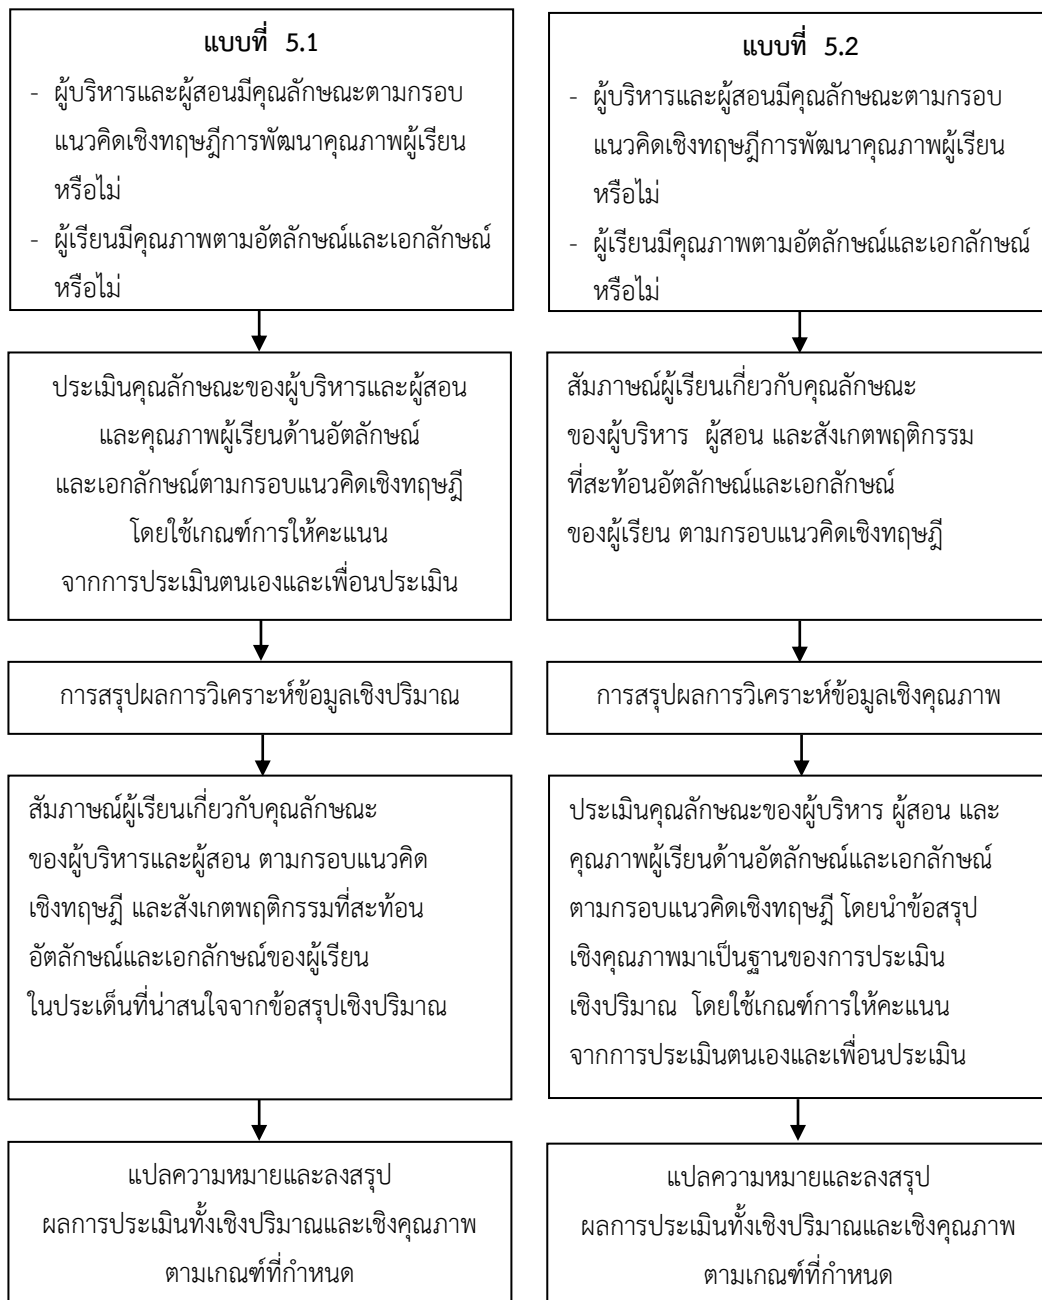 แบบที่ 5.1
- ผู้บริหารและผู้สอนมีคุณลักษณะตามกรอบ
แนวคิดเชิงทฤษฎีการพัฒนาคุณภาพผู้เรียน
หรือไม่
- ผู้เรียนมีคุณภาพตามอัตลักษณ์และเอกลักษณ์
หรือไม่
ประเมินคุณลักษณะของผู้บริหารและผู้สอน
และคุณภาพผู้เรียนด้านอัตลักษณ์
และเอกลักษณ์ตามกรอบแนวคิดเชิงทฤษฎี
โดยใช้เกณฑ์การให้คะแนน
จากการประเมินตนเองและเพื่อนประเมิน
การสรุปผลการวิเคราะห์ข้อมูลเชิงปริมาณ
สัมภาษณ์ผู้เรียนเกี่ยวกับคุณลักษณะ
ของผู้บริหารและผู้สอน ตามกรอบแนวคิด
เชิงทฤษฎี และสังเกตพฤติกรรมที่สะท้อน
อัตลักษณ์และเอกลักษณ์ของผู้เรียน
ในประเด็นที่น่าสนใจจากข้อสรุปเชิงปริมาณ
แปลความหมายและลงสรุป
ผลการประเมินทั้งเชิงปริมาณและเชิงคุณภาพ
ตามเกณฑ์ที่กำหนด
แบบที่ 5.2
- ผู้บริหารและผู้สอนมีคุณลักษณะตามกรอบ
แนวคิดเชิงทฤษฎีการพัฒนาคุณภาพผู้เรียน
หรือไม่
- ผู้เรียนมีคุณภาพตามอัตลักษณ์และเอกลักษณ์
หรือไม่
สัมภาษณ์ผู้เรียนเกี่ยวกับคุณลักษณะ
ของผู้บริหาร ผู้สอน และสังเกตพฤติกรรม
ที่สะท้อนอัตลักษณ์และเอกลักษณ์
ของผู้เรียน ตามกรอบแนวคิดเชิงทฤษฎี
การสรุปผลการวิเคราะห์ข้อมูลเชิงคุณภาพ
ประเมินคุณลักษณะของผู้บริหาร ผู้สอน และ
คุณภาพผู้เรียนด้านอัตลักษณ์และเอกลักษณ์
ตามกรอบแนวคิดเชิงทฤษฎี โดยนำข้อสรุป
เชิงคุณภาพมาเป็นฐานของการประเมิน
เชิงปริมาณ โดยใช้เกณฑ์การให้คะแนน
จากการประเมินตนเองและเพื่อนประเมิน
แปลความหมายและลงสรุป
ผลการประเมินทั้งเชิงปริมาณและเชิงคุณภาพ
ตามเกณฑ์ที่กำหนด